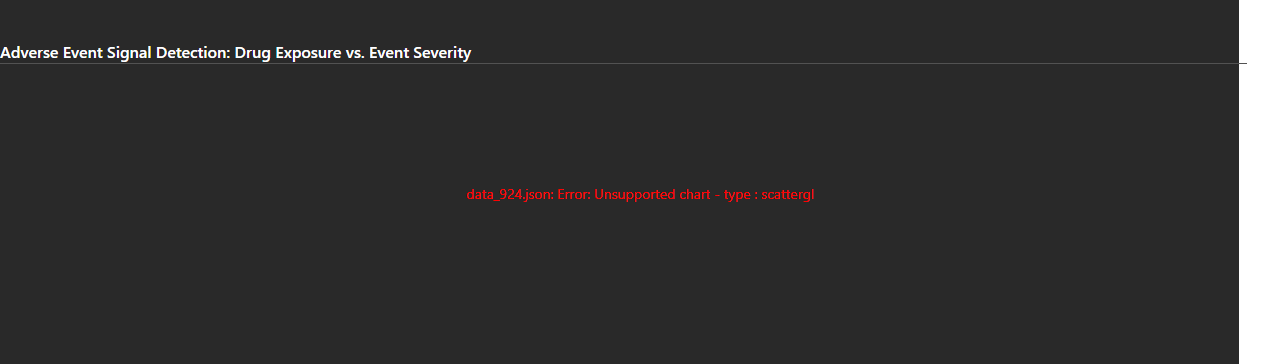 Adverse Event Signal Detection: Drug Exposure vs. Event Severity
data_924.json: Error: Unsupported chart - type : scattergl